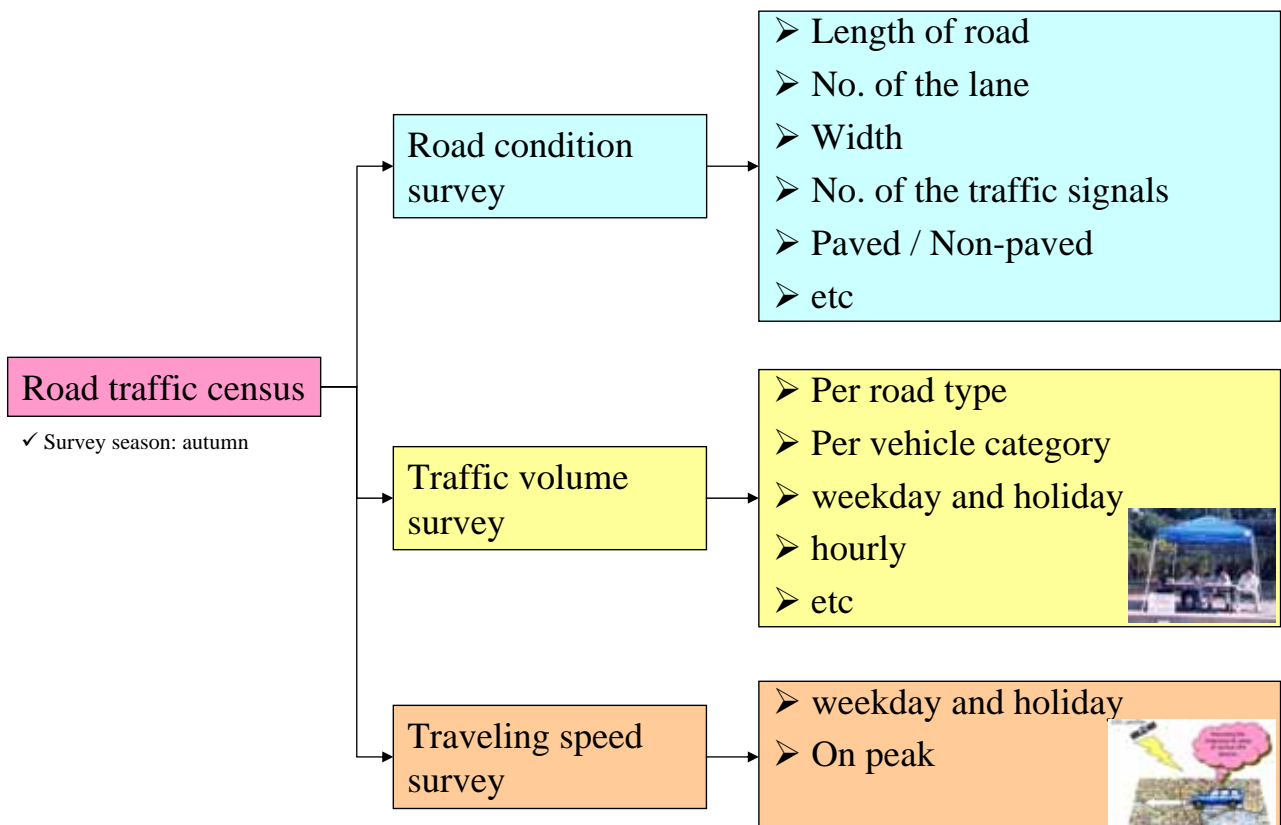 Road traffic census
✓ Survey season: autumn
Road condition
survey
➢ Length of road
➢ No. of the lane
➢ Width
➢ No. of the traffic signals
➢ Paved / Non-paved
➢ etc
Traffic volume
survey
➢ Per road type
➢ Per vehicle category
➢ weekday and holiday
➢ hourly
➢ etc
Traveling speed
survey
➢ weekday and holiday
➢ On peak